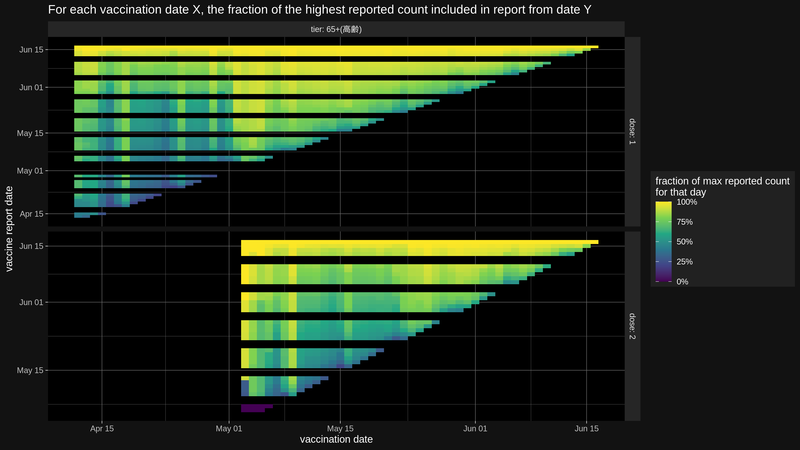 For each vaccination date X, the fraction of the highest reported count included in report from date Y
tier: 65+(高齢)
vaccine report date
Jun 15
Jun 01
May 15
May 01
Apr 15
dose: 1
Jun 15
Jun 01
May 15
dose: 2
Apr 15
May 01
May 15
Jun 01
Jun 15
vaccination date
fraction of max reported count
for that day
100%
75%
50%
25%
0%